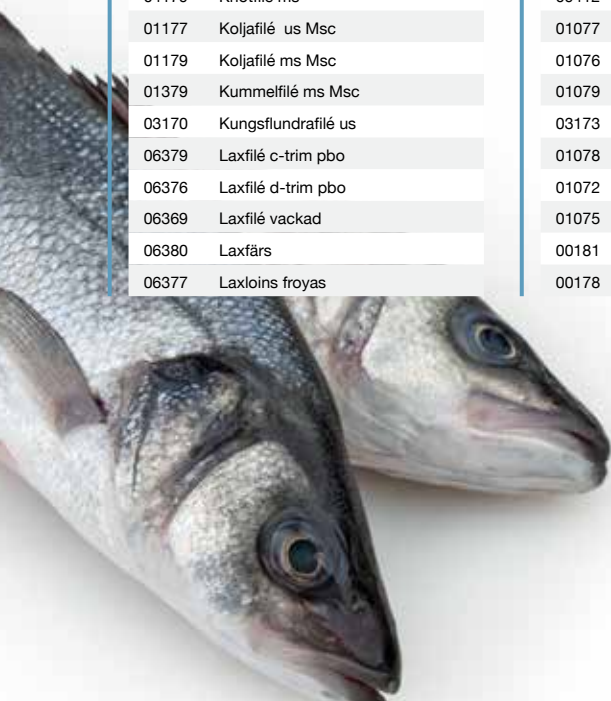 01177 Koljafilé us Msc
01179 Koljafilé ms Msc
01379 Kummelfilé ms Msc
03170 Kungsflundrafilé us
06379 Laxfilé c-trim pbo
06376 Laxfilé d-trim pbo
06369 Laxfilé vackad
06380 Laxfärs
06377 Laxloins froyas
01077
01076
01079
03173
01078
01072
01075
00181
00178